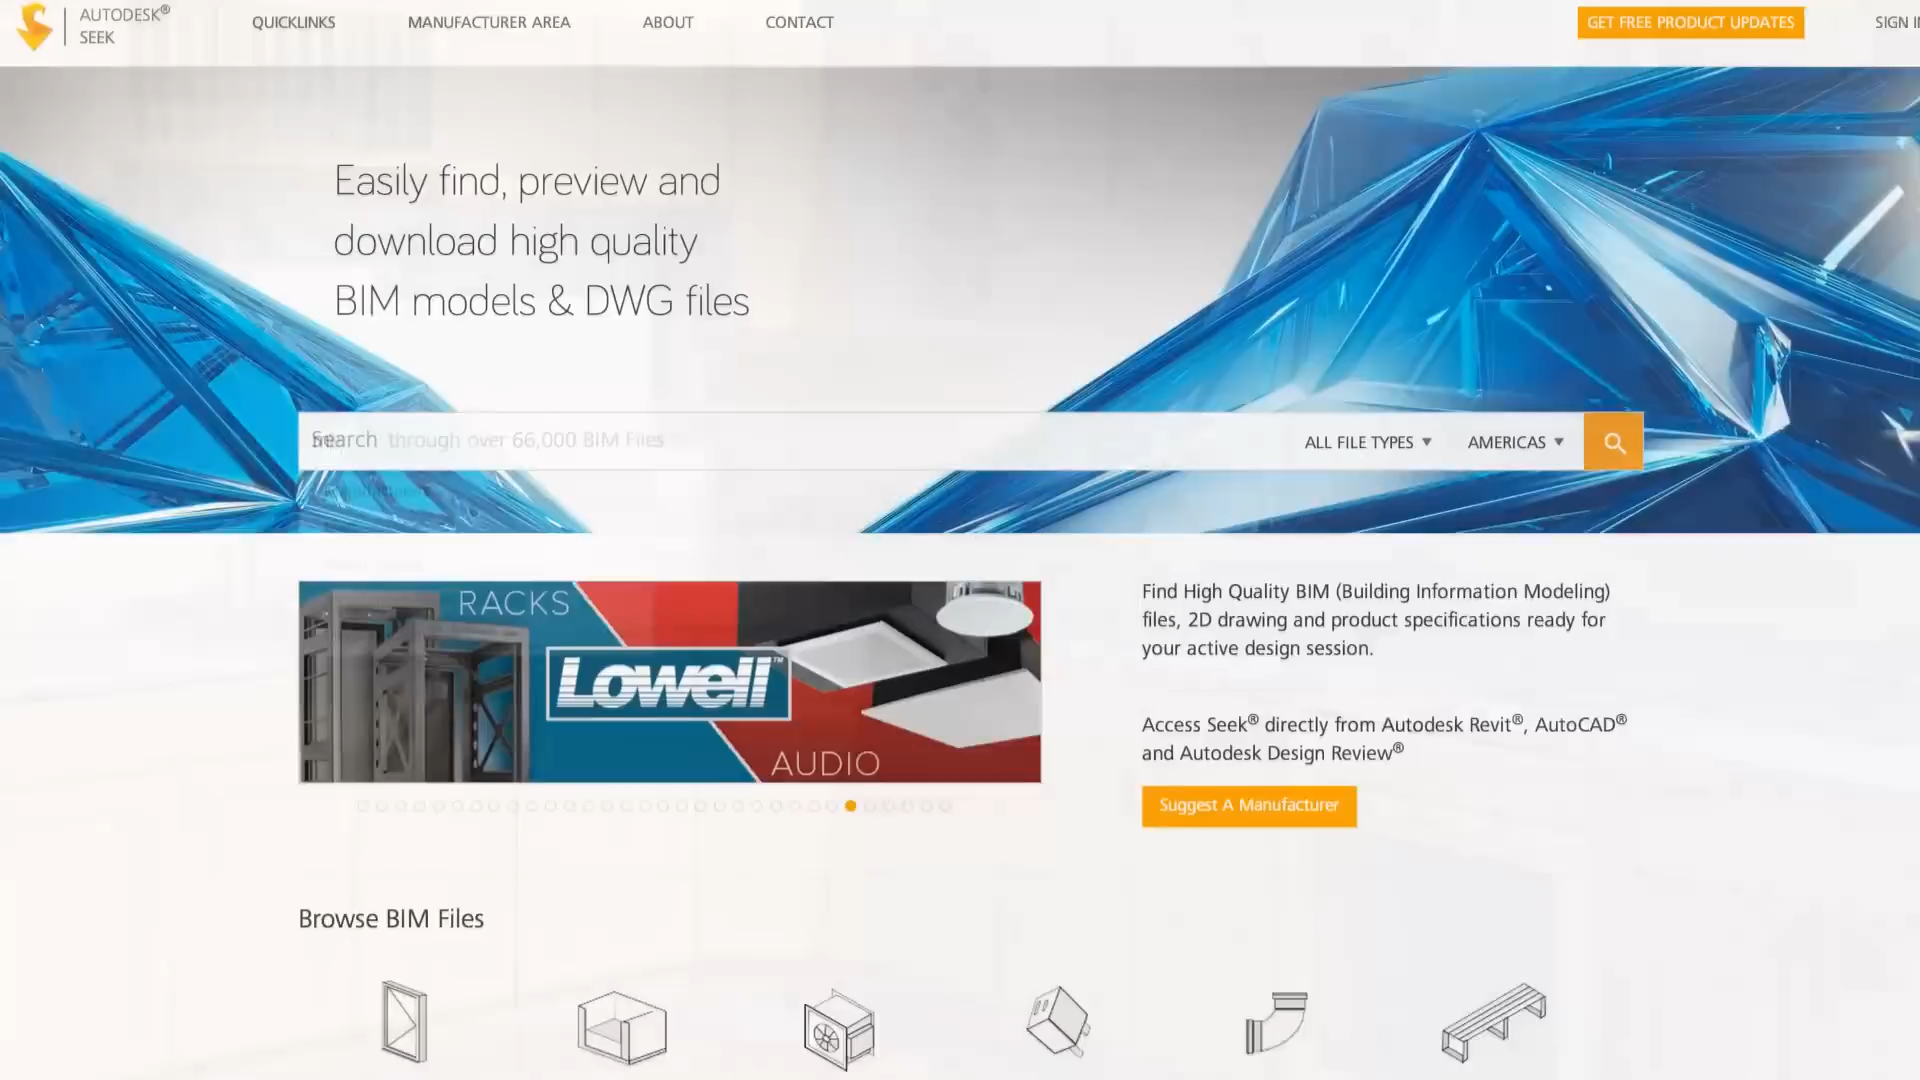 AUTODESK®
SEEK
QUICKLINKS
MANUFACTURER AREA
ABOUT
CONTACT
GET FREE PRODUCT UPDATES
SIGN
Easily find, preview and
download high quality
BIM models & DWG files
Search through over 66,000 BIM Files
ALL FILE TYPES
AMERICAS
RACKS
Lowell™
AUDIO
Find High Quality BIM (Building Information Modeling)
files, 2D drawing and product specifications ready for
your active design session.
Access Seek® directly from Autodesk Revit®, AutoCAD®
and Autodesk Design Review®
Suggest A Manufacturer
Browse BIM Files